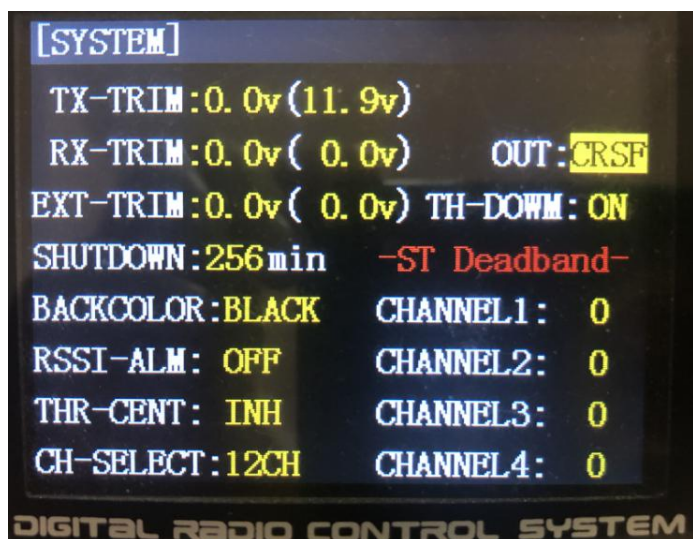 [SYSTEM]
TX-TRIM:0.0v(11.9v)
RX-TRIM:0.0v( 0.0v) OUT:CRSF
EXT-TRIM:0.0v( 0.0v) TH-DOWM: ON
SHUTDOWN:256min -ST Deadband-
BACKCOLOR:BLACK CHANNEL1: 0
RSSI-ALM: OFF CHANNEL2: 0
THR-CENT: INH CHANNEL3: 0
CH-SELECT:12CH CHANNEL4: 0
DIGITAL RADIO CONTROL SYSTEM